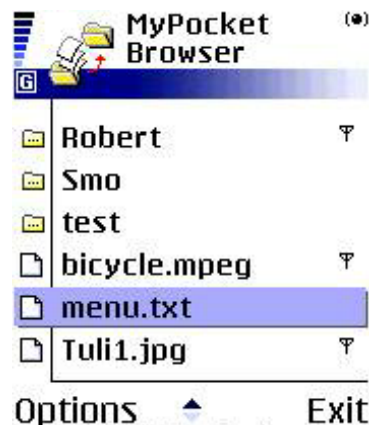 MyPocket
Browser
G
Robert
Smo
test
bicycle.mpeg
menu.txt
Tuli1.jpg
Options Exit